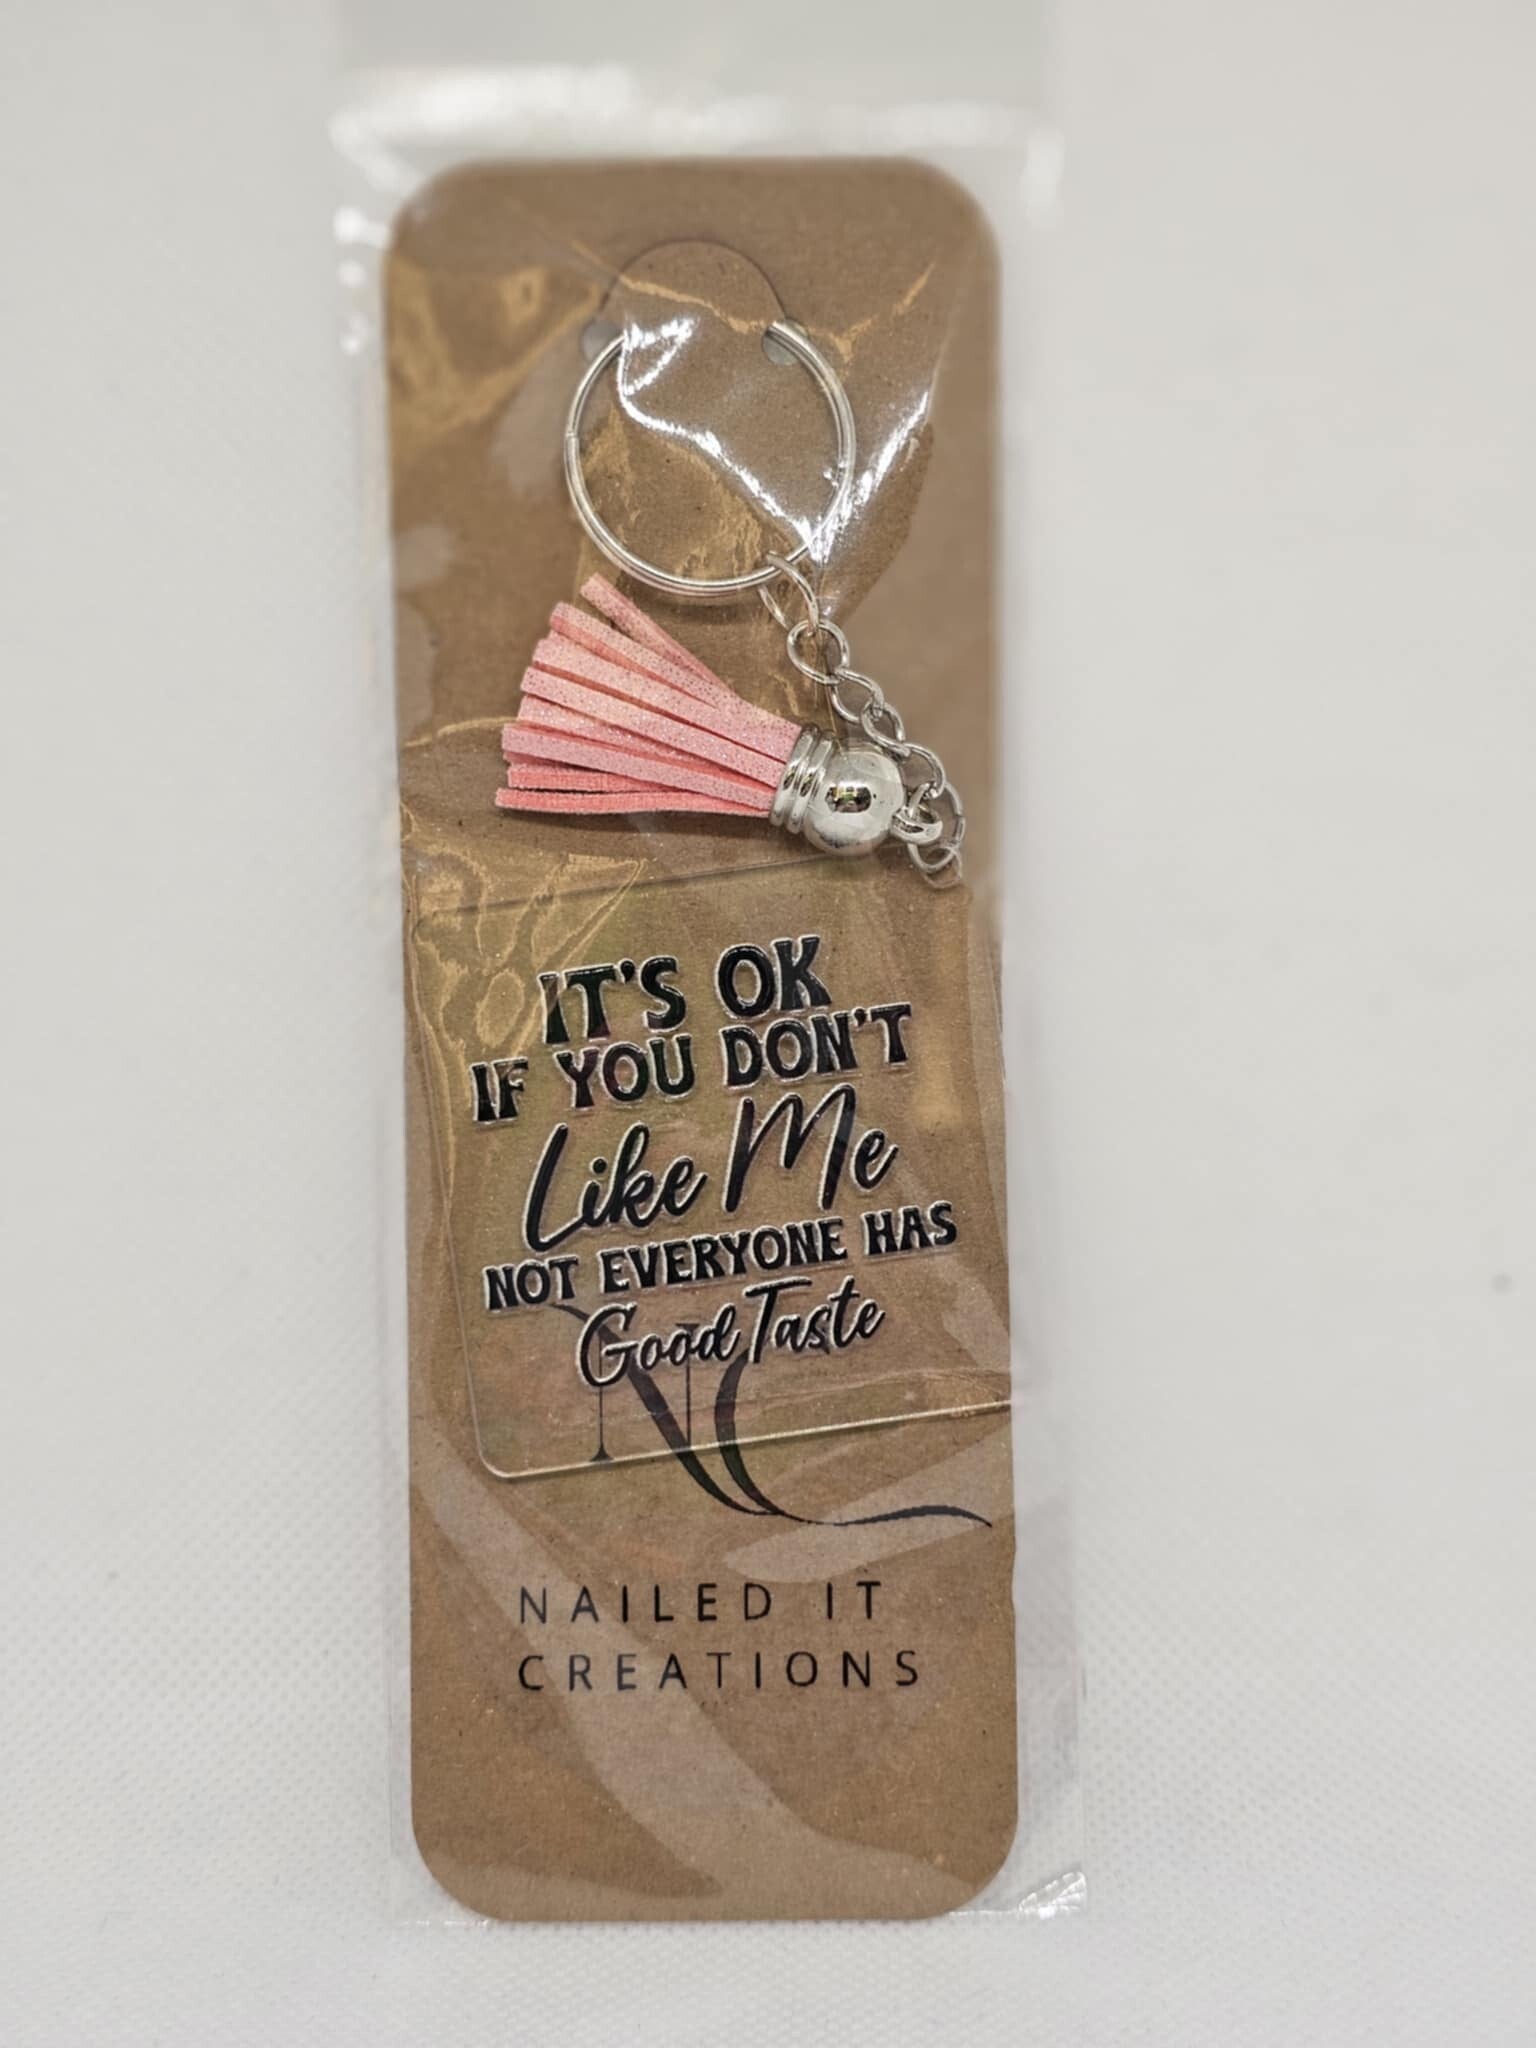 IT'S OK
IF YOU DON'T
Like Me
NOT EVERYONE HAS
Good Taste
NC
NAILED IT
CREATIONS